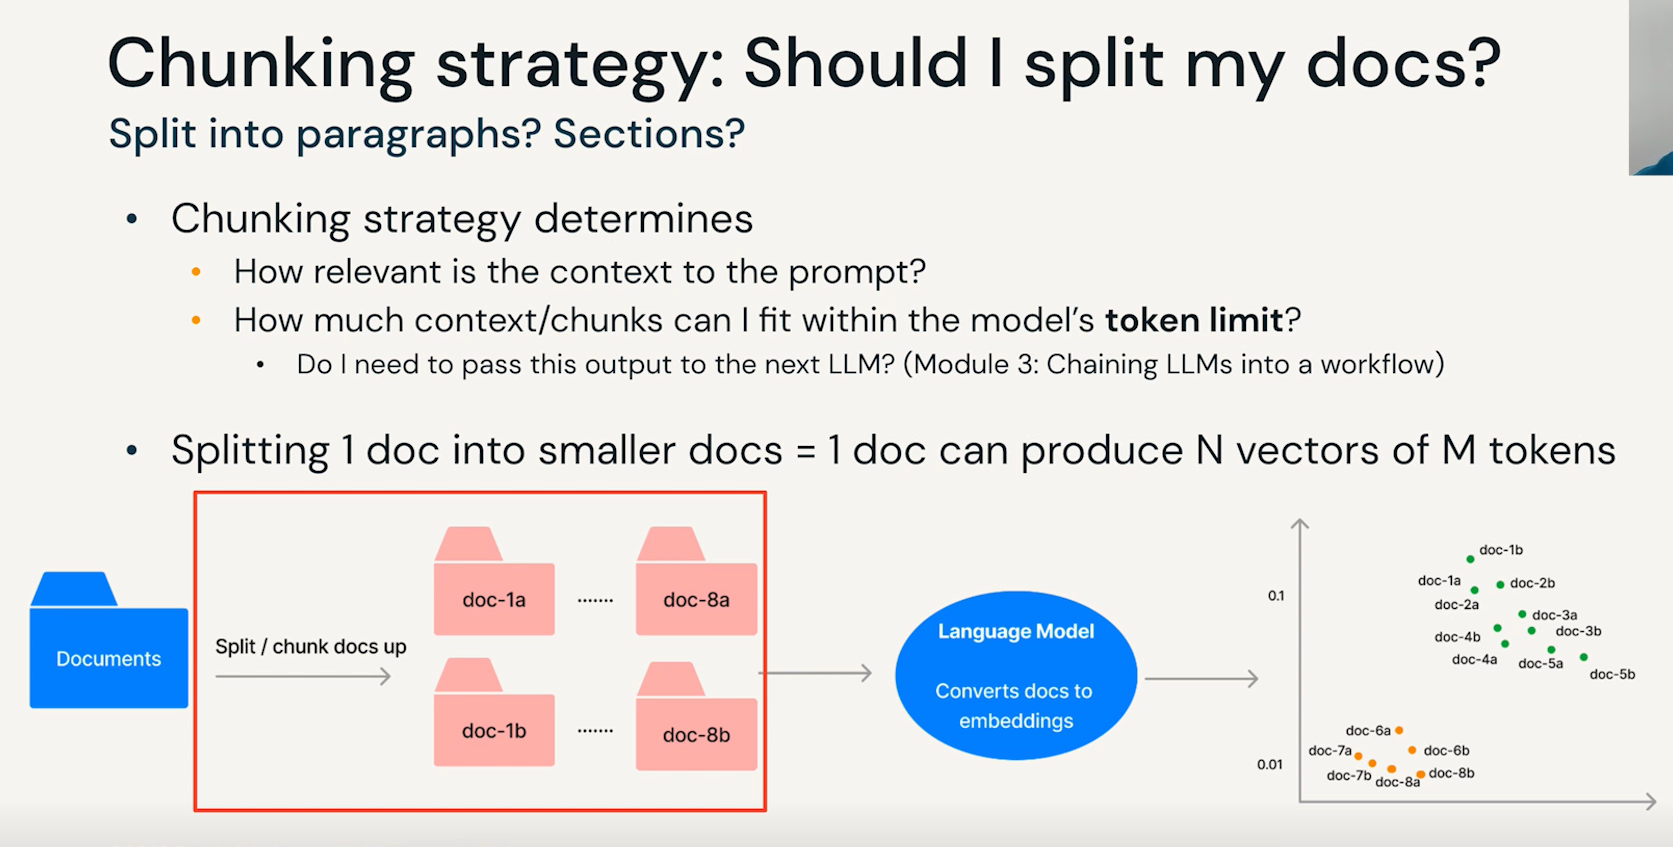 Chunking strategy: Should I split my docs?
Split into paragraphs? Sections?
• Chunking strategy determines
• How relevant is the context to the prompt?
• How much context/chunks can I fit within the model's token limit?
• Do I need to pass this output to the next LLM? (Module 3: Chaining LLMs into a workflow)
• Splitting 1 doc into smaller docs = 1 doc can produce N vectors of M tokens
Documents
Split / chunk docs up
doc-1a ....... doc-8a
doc-1b ....... doc-8b
Language Model
Converts docs to
embeddings
0.1
0.01
doc-1b
doc-1a
doc-2b
doc-2a
doc-3a
doc-3b
doc-4b
doc-4a
doc-5a
doc-5b
doc-6a
doc-7a
doc-6b
doc-7b
doc-8a
doc-8b